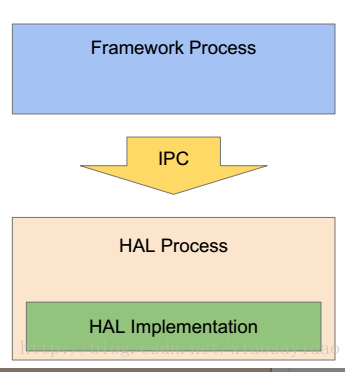 Framework Process
IPC
HAL Process
HAL Implementation